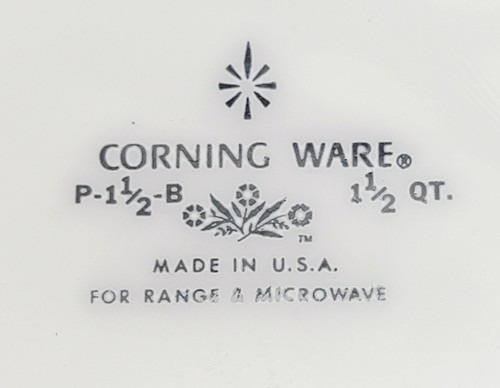 CORNING WARE®
P-1½-B 1½ QT.
TM
MADE IN U.S.A.
FOR RANGE & MICROWAVE